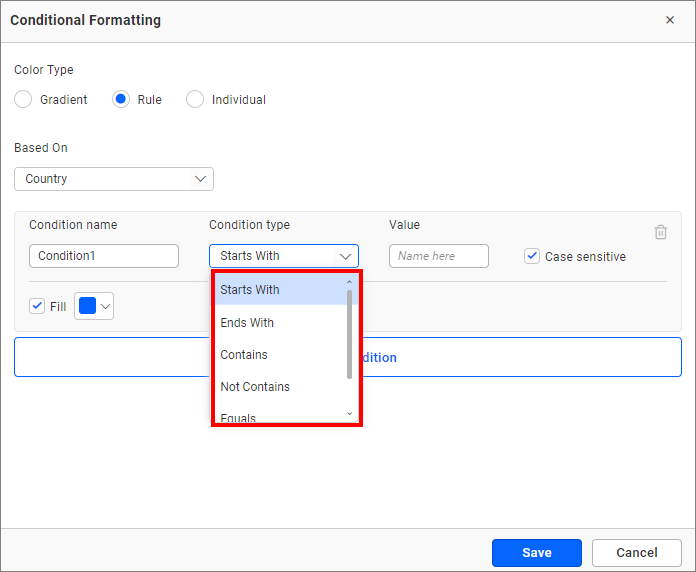 Conditional Formatting ×
Color Type
Gradient Rule Individual
Based On
Country
Condition name Condition type Value
Condition1 Starts With Name here Case sensitive
Starts With
Fill
Ends With
Contains
dition
Not Contains
Equals
Save Cancel